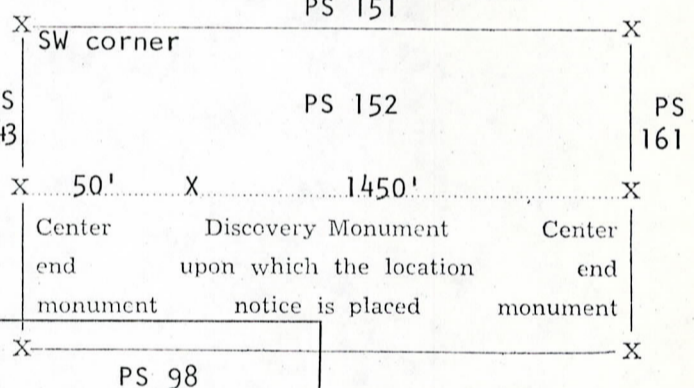 PS 151
X X
SW corner
S PS 152 PS
43 161
X 50' X 1450' X
Center Discovery Monument Center
end upon which the location end
monument notice is placed monument
X X
PS 98